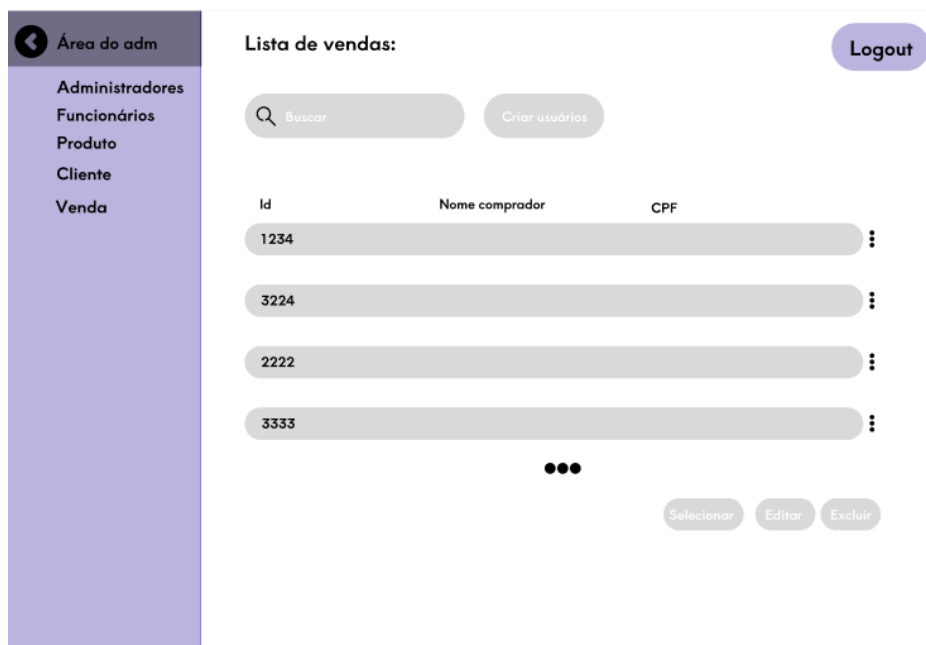 Área do adm
Administradores
Funcionários
Produto
Cliente
Venda
Lista de vendas:
Logout
Buscar
Criar usuários
Id Nome comprador CPF
1234
3224
2222
3333
Selecionar Editar Excluir